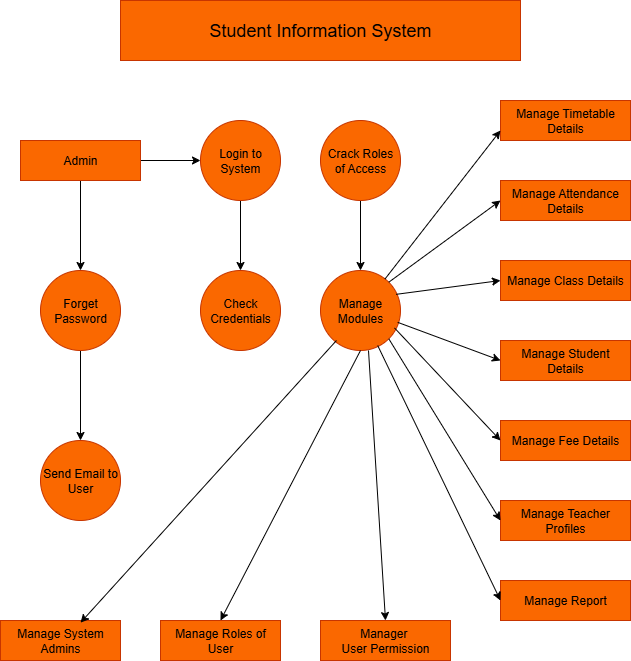 Student Information System
Admin
Login to
System
Crack Roles
of Access
Manage Timetable
Details
Manage Attendance
Details
Manage Class Details
Forget
Password
Check
Credentials
Manage
Modules
Manage Student
Details
Manage Fee Details
Send Email to
User
Manage Teacher
Profiles
Manage Report
Manage System
Admins
Manage Roles of
User
Manager
User Permission